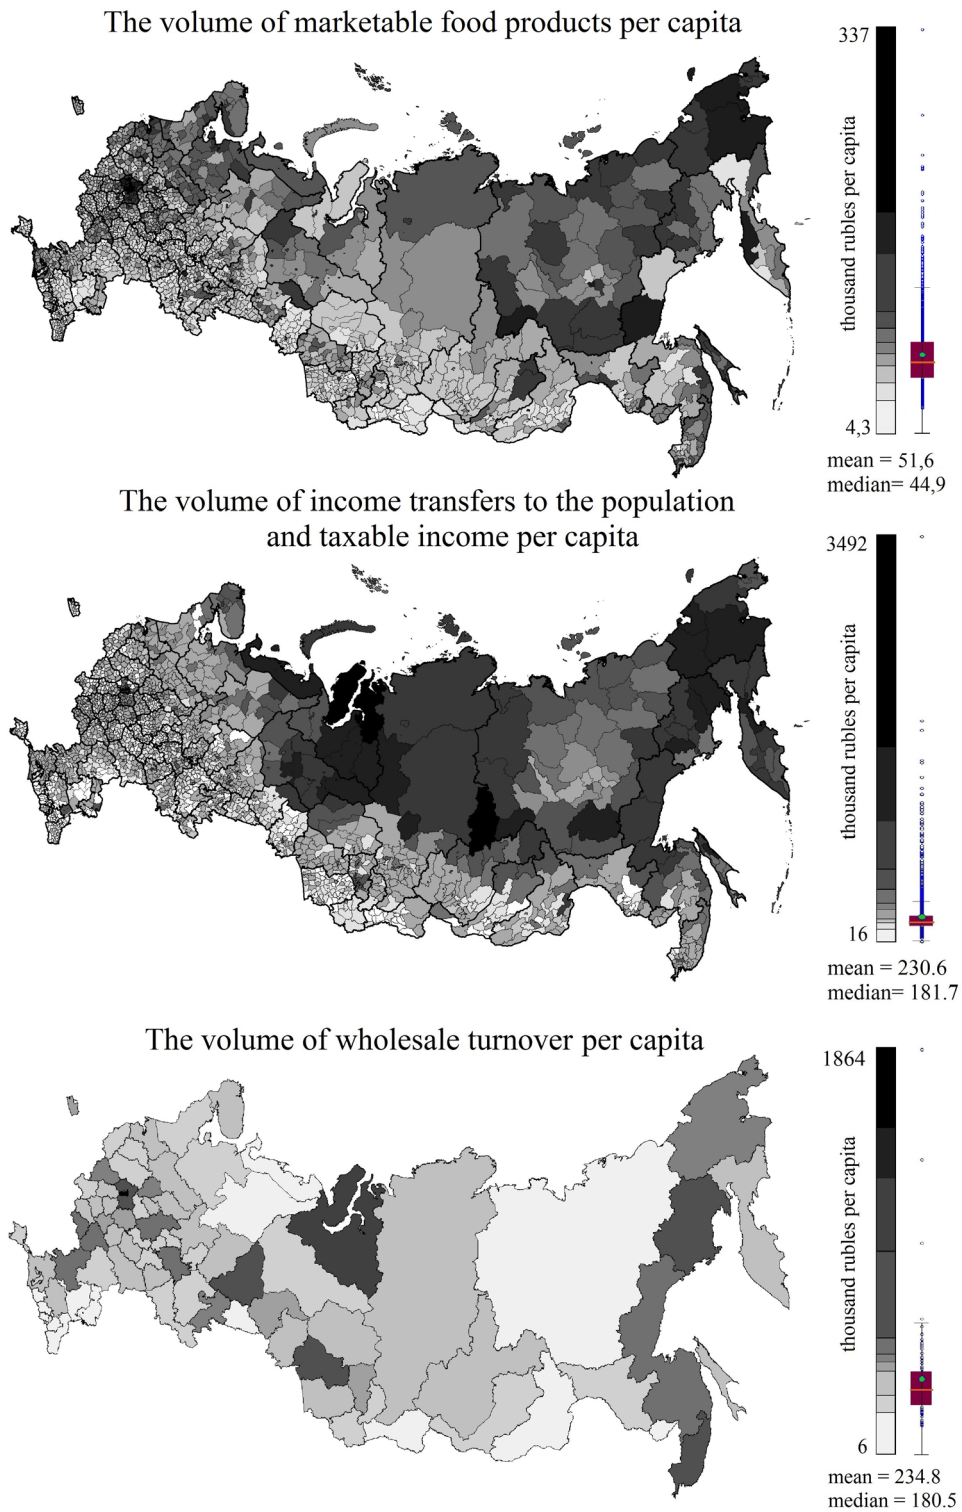 The volume of marketable food products per capita
337
thousand rubles per capita
4,3
mean = 51,6
median= 44,9
The volume of income transfers to the population
and taxable income per capita
3492
thousand rubles per capita
16
mean = 230.6
median= 181.7
The volume of wholesale turnover per capita
1864
thousand rubles per capita
6
mean = 234.8
median = 180.5